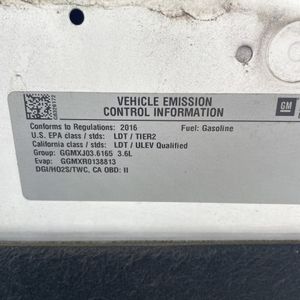 VEHICLE EMISSION
CONTROL INFORMATION
GM
Conforms to Regulations: 2016 Fuel: Gasoline
U.S. EPA class / stds: LDT / TIER2
California class / stds: LDT / ULEV Qualified
Group: GGMXJ03.6165 3.6L
Evap: GGMXR0138813
DGI/HO2S/TWC, CA OBD: II